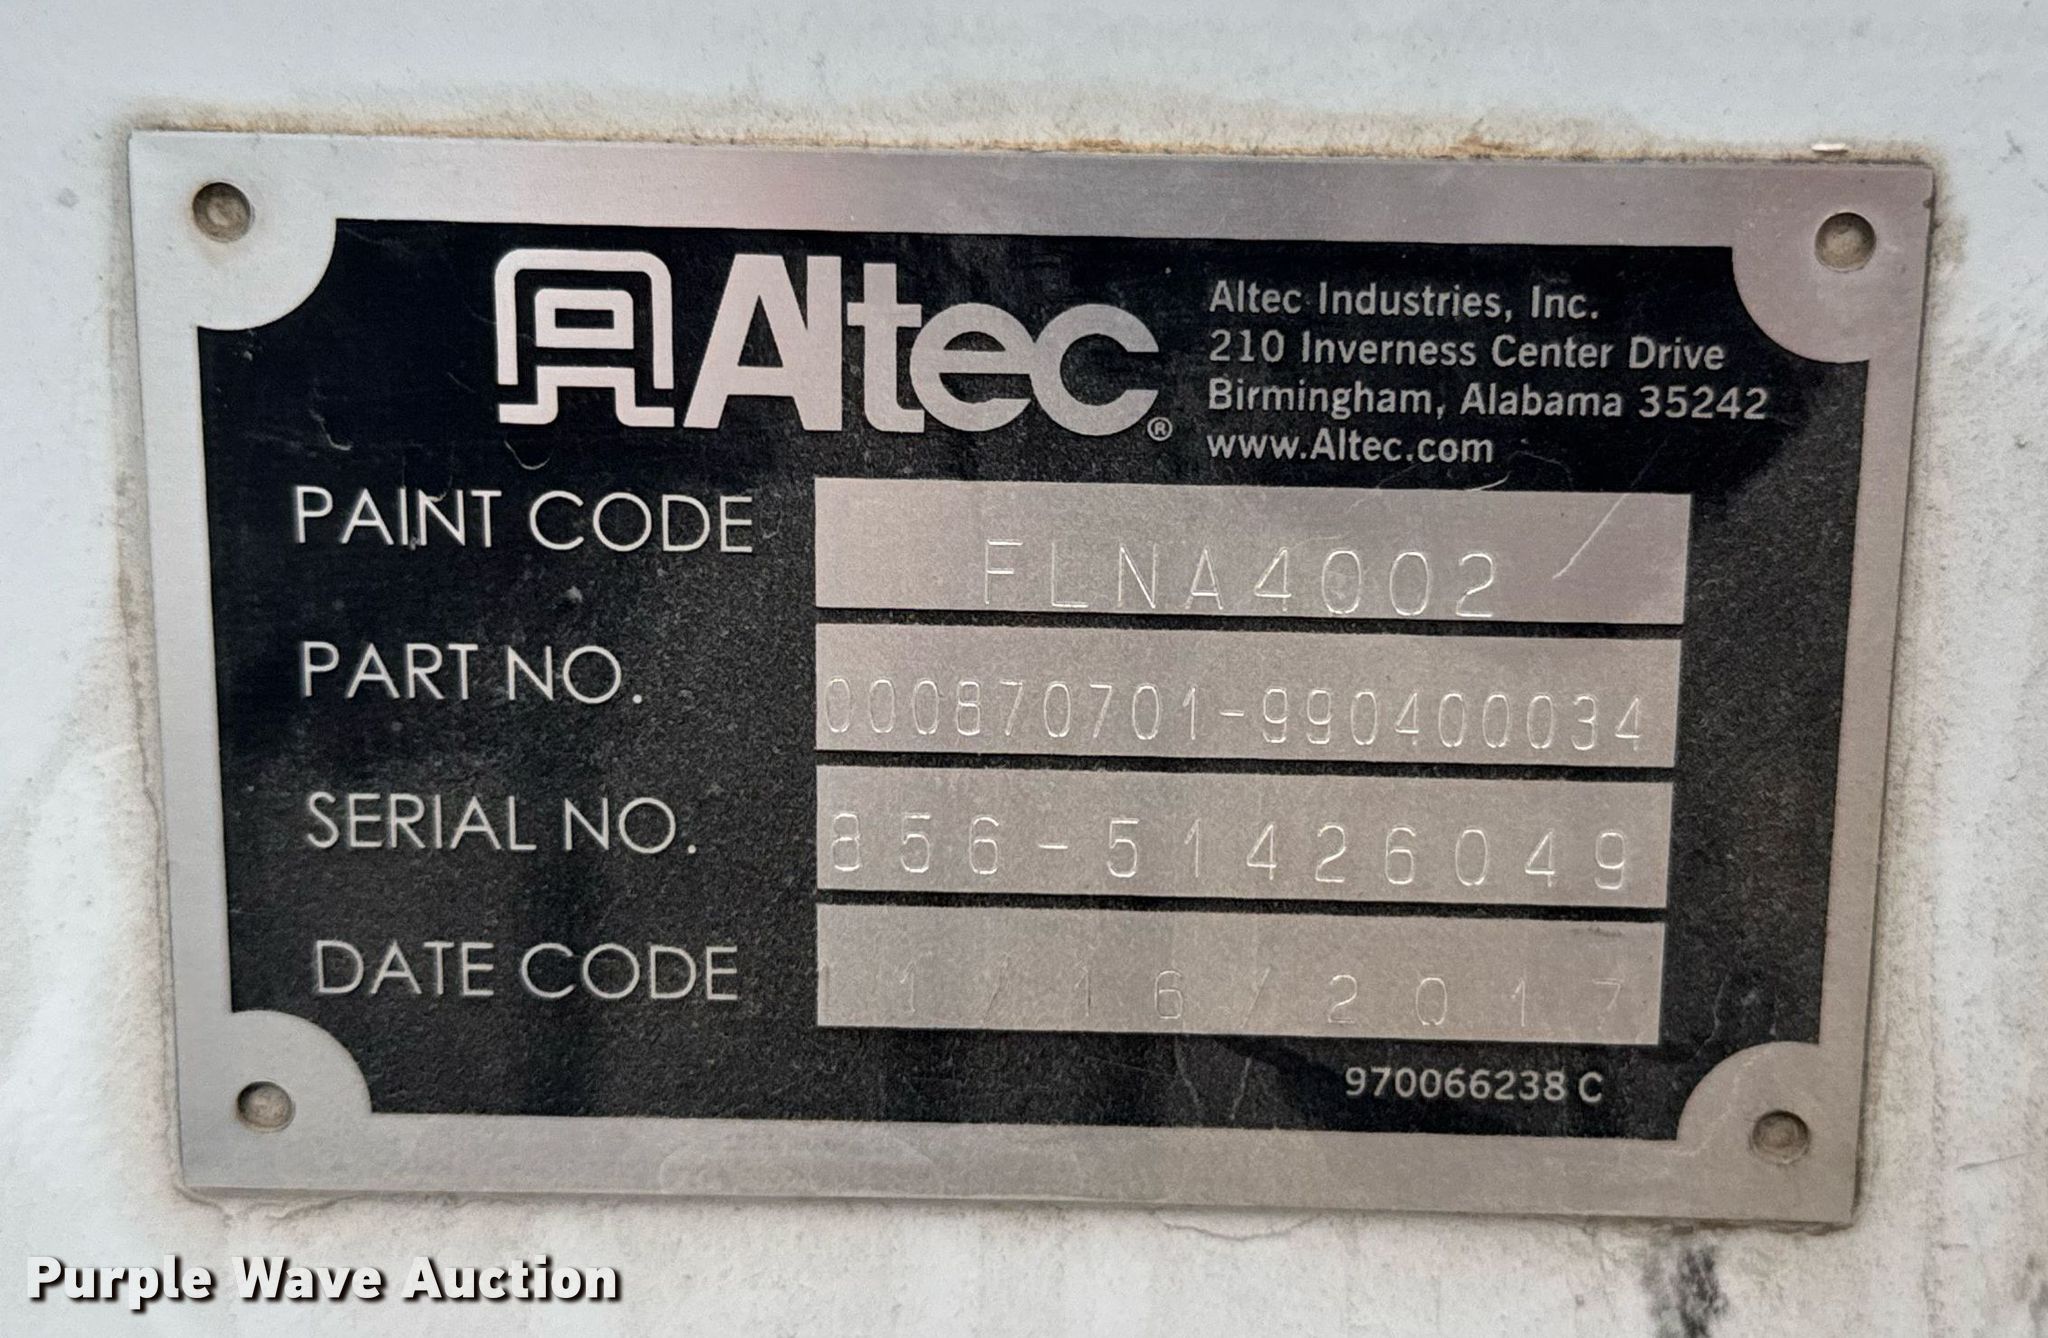 Altec®
Altec Industries, Inc.
210 Inverness Center Drive
Birmingham, Alabama 35242
www.Altec.com
PAINT CODE FLNA4002
PART NO. 000870701-990400034
SERIAL NO. 856-51426049
DATE CODE 11/16/2017
970066238 C
Purple Wave Auction